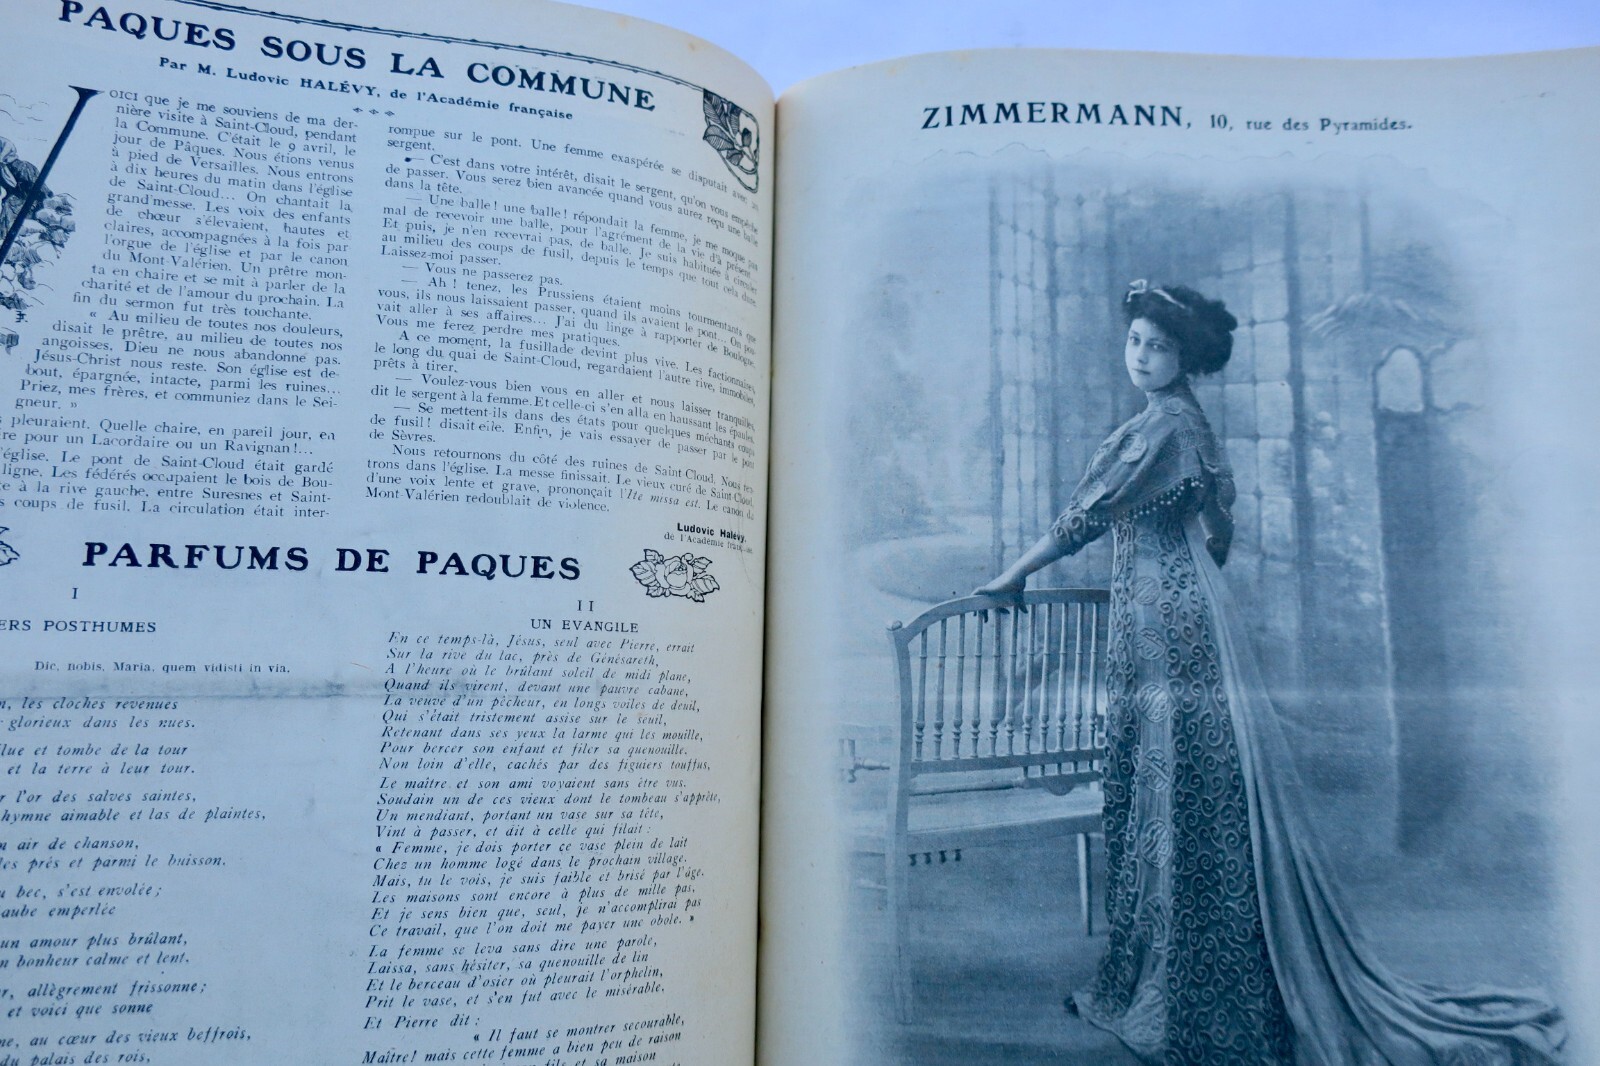 PAQUES SOUS LA COMMUNE
Par M. Ludovic HALÉVY, de l'Académie française
VOICI que je me souviens de ma der-
nière visite à Saint-Cloud, pendant
la Commune. C'était le 9 avril, le
jour de Pâques. Nous étions venus
à pied de Versailles. Nous entrons
à dix heures du matin dans l'église
de Saint-Cloud... On chantait la
grand'messe. Les voix des enfants
de chœur s'élevaient, hautes et
claires, accompagnées à la fois par
l'orgue de l'église et par le canon
du Mont-Valérien. Un prêtre mon-
ta en chaire et se mit à parler de la
charité et de l'amour du prochain. La
fin du sermon fut très touchante.
« Au milieu de toutes nos douleurs,
disait le prêtre, au milieu de toutes nos
angoisses, Dieu ne nous abandonne pas.
Jésus-Christ nous reste. Son église est de-
bout, épargnée, intacte, parmi les ruines...
Priez, mes frères, et communiez dans le Sei-
gneur. »
pleuraient. Quelle chaire, en pareil jour, en
re pour un Lacordaire ou un Ravignan!...
l'église. Le pont de Saint-Cloud était gardé
ligne. Les fédérés occupaient le bois de Bou-
e à la rive gauche, entre Suresnes et Saint-
s coups de fusil. La circulation était inter-
rompue sur le pont. Une femme exaspérée se disputait avec un
sergent.
— C'est dans votre intérêt, disait le sergent, qu'on vous empêche
de passer. Vous serez bien avancée quand vous aurez reçu une balle
dans la tête.
— Une balle! une balle! répondait la femme, je me moque pas
mal de recevoir une balle, pour l'agrément de la vie d'à présent.
Et puis, je n'en recevrai pas, de balle. Je suis habituée à circuler
au milieu des coups de fusil, depuis le temps que tout cela dure.
Laissez-moi passer.
— Vous ne passerez pas.
— Ah! tenez, les Prussiens étaient moins tourmentants que
vous, ils nous laissaient passer, quand ils avaient le pont... On pou-
vait aller à ses affaires... J'ai du linge à rapporter de Boulogne.
Vous me ferez perdre mes pratiques.
A ce moment, la fusillade devint plus vive. Les factionnaires,
le long du quai de Saint-Cloud, regardaient l'autre rive, immobiles,
prêts à tirer.
— Voulez-vous bien vous en aller et nous laisser tranquilles,
dit le sergent à la femme. Et celle-ci s'en alla en haussant les épaules.
— Se mettent-ils dans des états pour quelques méchants coups
de fusil! disait-elle. Enfin, je vais essayer de passer par le pont
de Sèvres.
Nous retournons du côté des ruines de Saint-Cloud. Nous ren-
trons dans l'église. La messe finissait. Le vieux curé de Saint-Cloud,
d'une voix lente et grave, prononçait l'Ite missa est. Le canon du
Mont-Valérien redoublait de violence.
Ludovic Halévy,
de l'Académie française.
PARFUMS DE PAQUES
I
ERS POSTHUMES
Dic, nobis, Maria, quem vidisti in via.
n, les cloches revenues
glorieux dans les nues.
flue et tombe de la tour
et la terre à leur tour.
r l'or des salves saintes,
hymne aimable et las de plaintes,
n air de chanson,
les prés et parmi le buisson.
u bec, s'est envolée;
aube emperlée
un amour plus brûlant,
n bonheur calme et lent.
r, allègrement frissonne;
et voici que sonne
ne, au cœur des vieux beffrois,
du palais des rois,
II
UN EVANGILE
En ce temps-là, Jésus, seul avec Pierre, errait
Sur la rive du lac, près de Génésareth,
A l'heure où le brûlant soleil de midi plane,
Quand ils virent, devant une pauvre cabane,
La veuve d'un pêcheur, en longs voiles de deuil,
Qui s'était tristement assise sur le seuil,
Retenant dans ses yeux la larme qui les mouille,
Pour bercer son enfant et filer sa quenouille.
Non loin d'elle, cachés par des figuiers touffus,
Le maître et son ami voyaient sans être vus.
Soudain un de ces vieux dont le tombeau s'apprête,
Un mendiant, portant un vase sur sa tête,
Vint à passer, et dit à celle qui filait :
« Femme, je dois porter ce vase plein de lait
Chez un homme logé dans le prochain village.
Mais, tu le vois, je suis faible et brisé par l'âge.
Les maisons sont encore à plus de mille pas,
Et je sens bien que, seul, je n'accomplirai pas
Ce travail, que l'on doit me payer une obole. »
La femme se leva sans dire une parole,
Laissa, sans hésiter, sa quenouille de lin
Et le berceau d'osier où pleurait l'orphelin,
Prit le vase, et s'en fut avec le misérable.
Et Pierre dit :
« Il faut se montrer secourable,
Maître! mais cette femme a bien peu de raison
fils et sa maison
ZIMMERMANN, 10, rue des Pyramides.